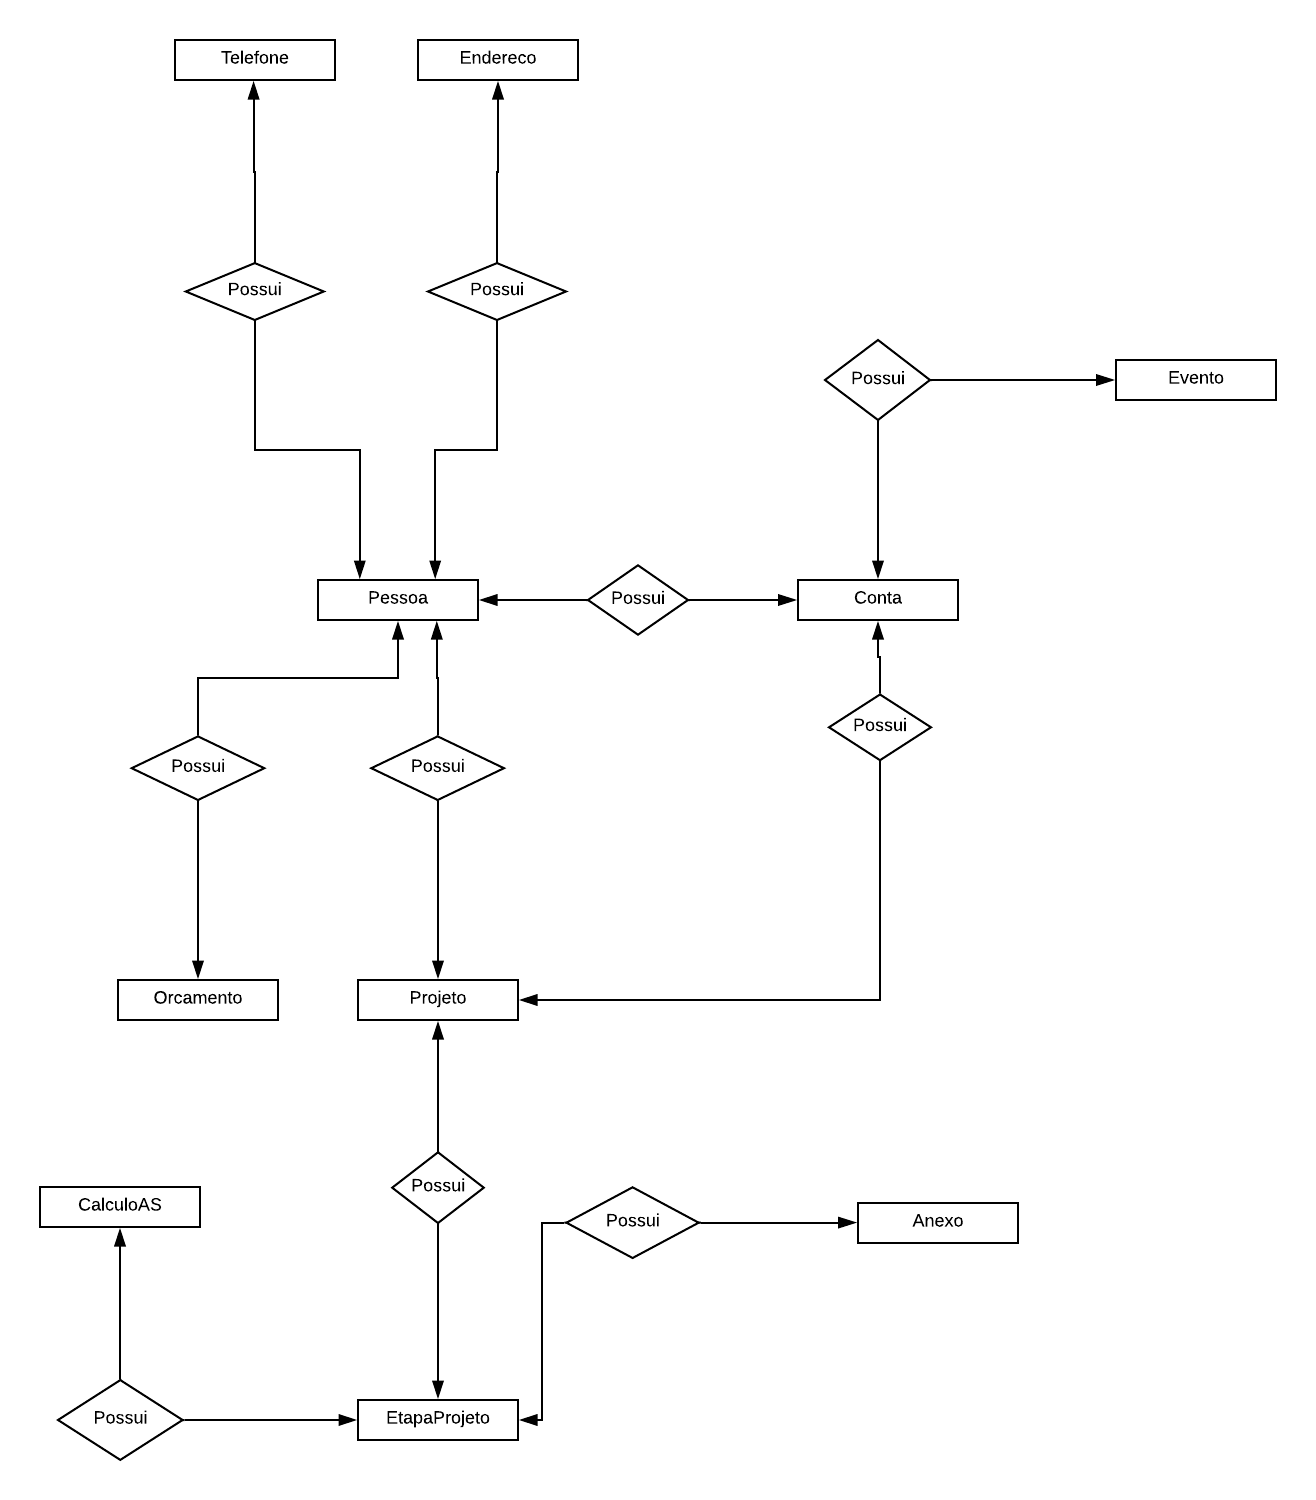 Telefone
Endereco
Possui
Possui
Possui
Evento
Pessoa
Possui
Conta
Possui
Possui
Possui
Orcamento
Projeto
Possui
CalculoAS
Possui
Anexo
Possui
EtapaProjeto